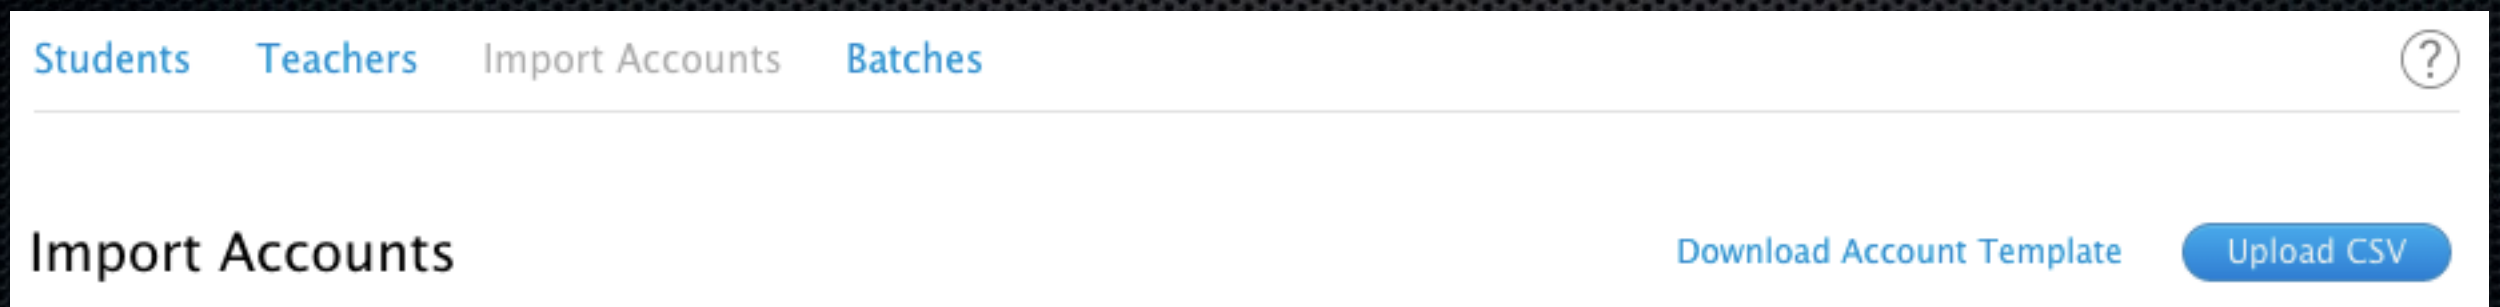 Students Teachers Import Accounts Batches ?
Import Accounts Download Account Template Upload CSV